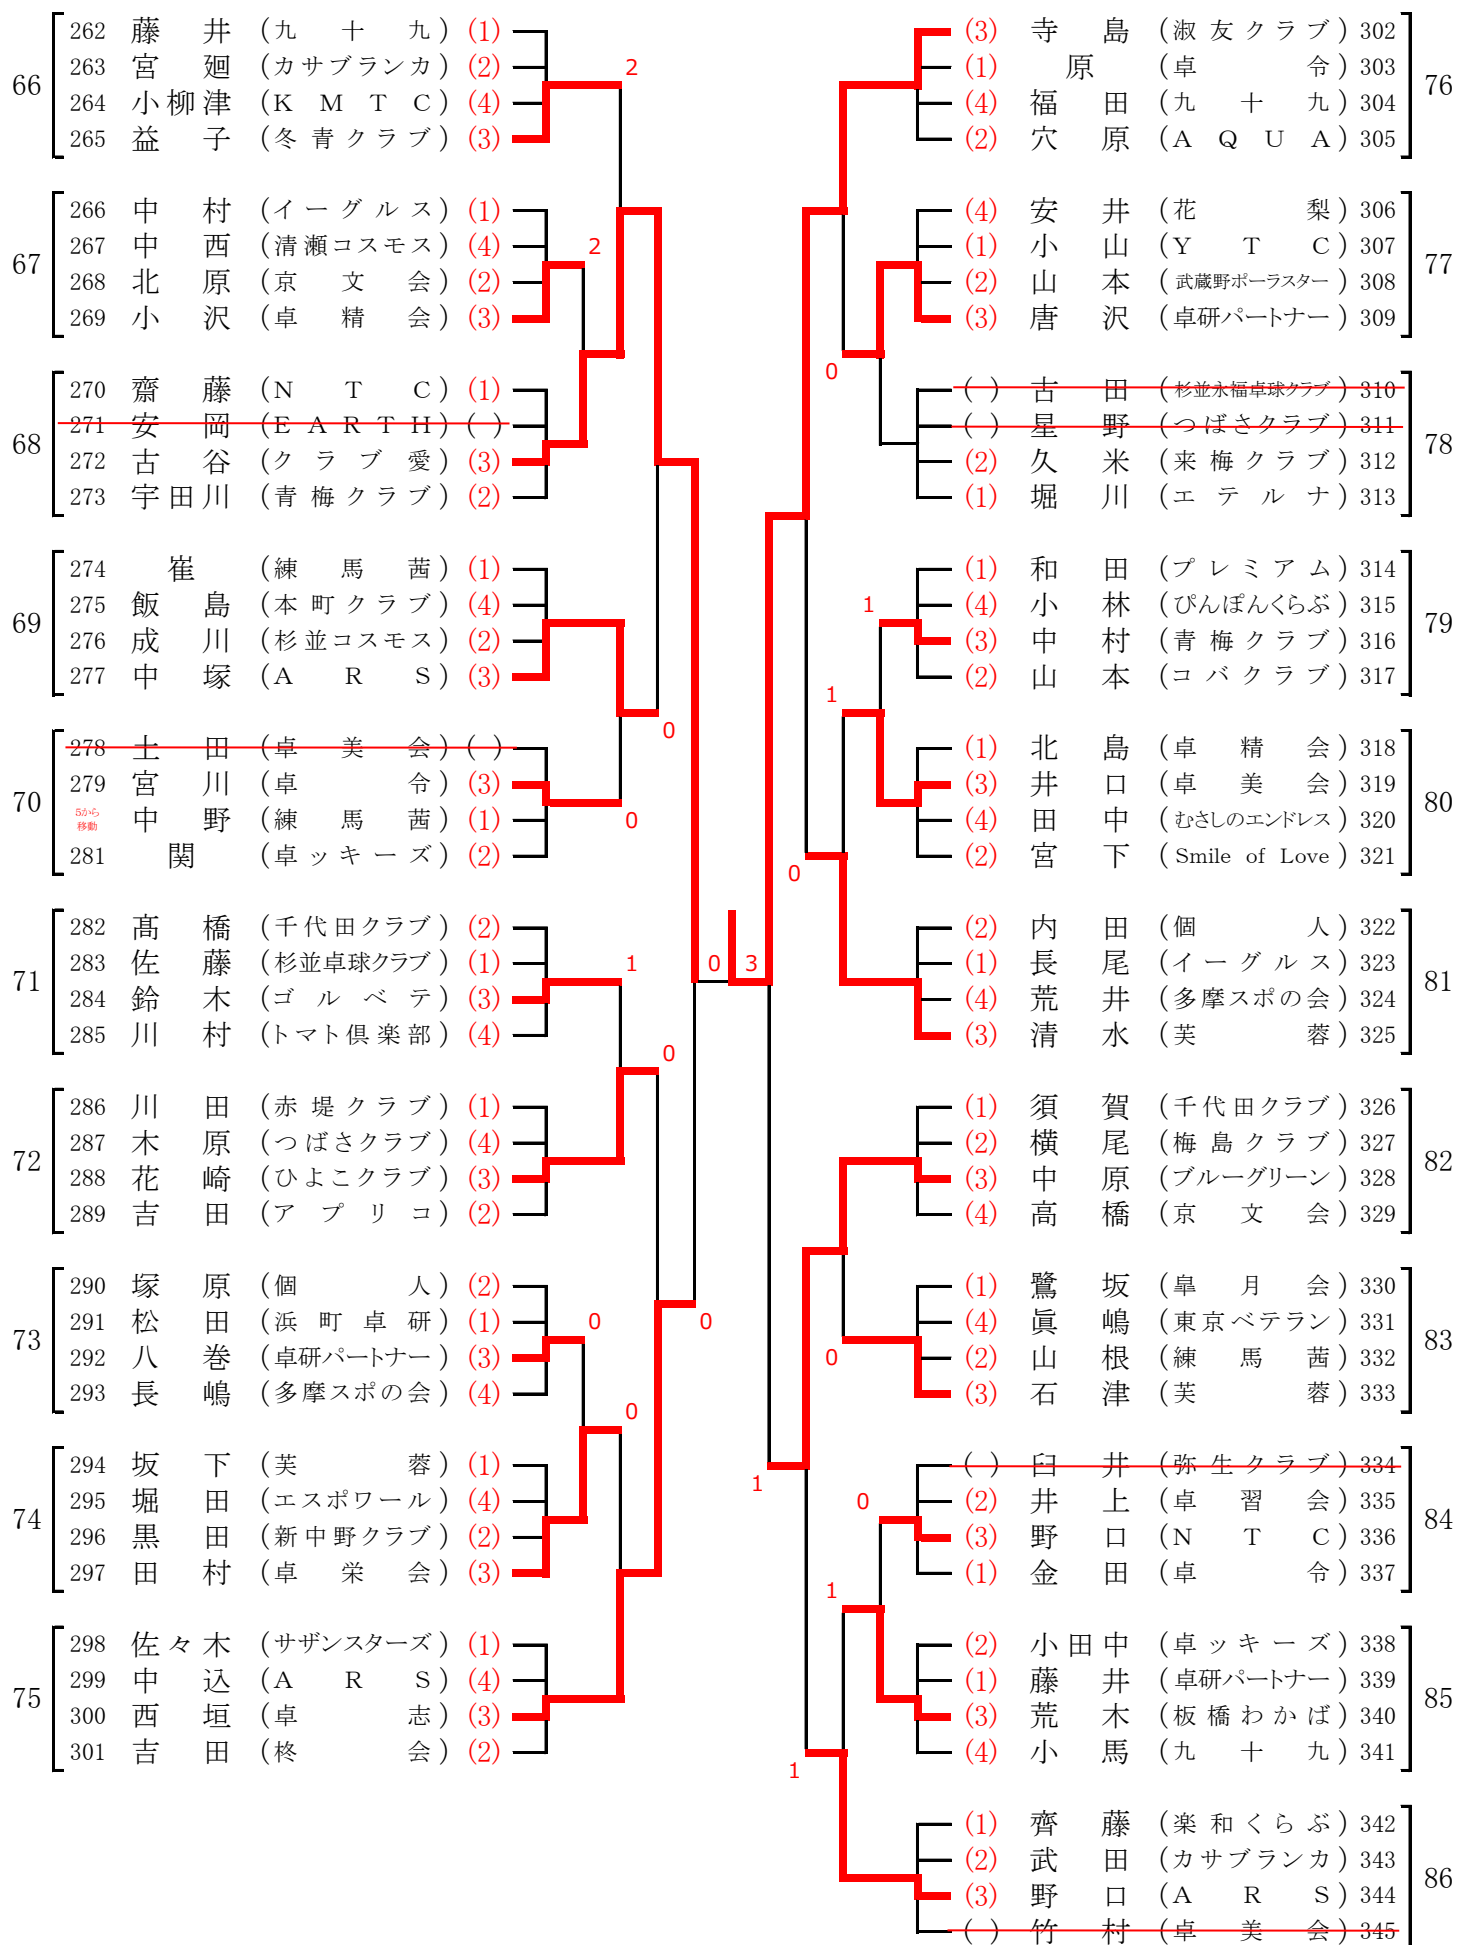 66
262 藤井 (九十九) (1)
263 宮廻 (カサブランカ) (2)
264 小柳津 (KMTC) (4)
265 益子 (冬青クラブ) (3)
2
67
266 中村 (イーグルス) (1)
267 中西 (清瀬コスモス) (4)
268 北原 (京文会) (2)
269 小沢 (卓精会) (3)
2
68
270 齋藤 (NTC) (1)
271 安岡 (EARTH) ( )
272 古谷 (クラブ愛) (3)
273 宇田川 (青梅クラブ) (2)
69
274 崔 (練馬茜) (1)
275 飯島 (本町クラブ) (4)
276 成川 (杉並コスモス) (2)
277 中塚 (ARS) (3)
0
70
278 土田 (卓美会) ( )
279 宮川 (卓令) (3)
5から
移動
中野 (練馬茜) (1)
281 関 (卓ッキーズ) (2)
0
71
282 髙橋 (千代田クラブ) (2)
283 佐藤 (杉並卓球クラブ) (1)
284 鈴木 (ゴルベテ) (3)
285 川村 (トマト倶楽部) (4)
1
0 3
0
72
286 川田 (赤堤クラブ) (1)
287 木原 (つばさクラブ) (4)
288 花崎 (ひよこクラブ) (3)
289 吉田 (アプリコ) (2)
73
290 塚原 (個人) (2)
291 松田 (浜町卓研) (1)
292 八巻 (卓研パートナー) (3)
293 長嶋 (多摩スポの会) (4)
0
0
0
74
294 坂下 (芙蓉) (1)
295 堀田 (エスポワール) (4)
296 黒田 (新中野クラブ) (2)
297 田村 (卓栄会) (3)
75
298 佐々木 (サザンスターズ) (1)
299 中込 (ARS) (4)
300 西垣 (卓志) (3)
301 吉田 (柊会) (2)
(3) 寺島 (淑友クラブ) 302
(1) 原 (卓令) 303
(4) 福田 (九十九) 304
(2) 穴原 (AQUA) 305
76
(4) 安井 (花梨) 306
(1) 小山 (YTC) 307
(2) 山本 (武蔵野ポーラスター) 308
(3) 唐沢 (卓研パートナー) 309
77
0
( ) 古田 (杉並永福卓球クラブ) 310
( ) 星野 (つばさクラブ) 311
(2) 久米 (来梅クラブ) 312
(1) 堀川 (エテルナ) 313
78
(1) 和田 (プレミアム) 314
(4) 小林 (ぴんぽんくらぶ) 315
(3) 中村 (青梅クラブ) 316
(2) 山本 (コバクラブ) 317
79
1
1
(1) 北島 (卓精会) 318
(3) 井口 (卓美会) 319
(4) 田中 (むさしのエンドレス) 320
(2) 宮下 (Smile of Love) 321
80
0
(2) 内田 (個人) 322
(1) 長尾 (イーグルス) 323
(4) 荒井 (多摩スポの会) 324
(3) 清水 (芙蓉) 325
81
(1) 須賀 (千代田クラブ) 326
(2) 横尾 (梅島クラブ) 327
(3) 中原 (ブルーグリーン) 328
(4) 高橋 (京文会) 329
82
(1) 鷺坂 (皐月会) 330
(4) 眞嶋 (東京ベテラン) 331
(2) 山根 (練馬茜) 332
(3) 石津 (芙蓉) 333
83
0
1
( ) 臼井 (弥生クラブ) 334
(2) 井上 (卓習会) 335
(3) 野口 (NTC) 336
(1) 金田 (卓令) 337
84
0
1
(2) 小田中 (卓ッキーズ) 338
(1) 藤井 (卓研パートナー) 339
(3) 荒木 (板橋わかば) 340
(4) 小馬 (九十九) 341
85
1
(1) 齊藤 (楽和くらぶ) 342
(2) 武田 (カサブランカ) 343
(3) 野口 (ARS) 344
( ) 竹村 (卓美会) 345
86